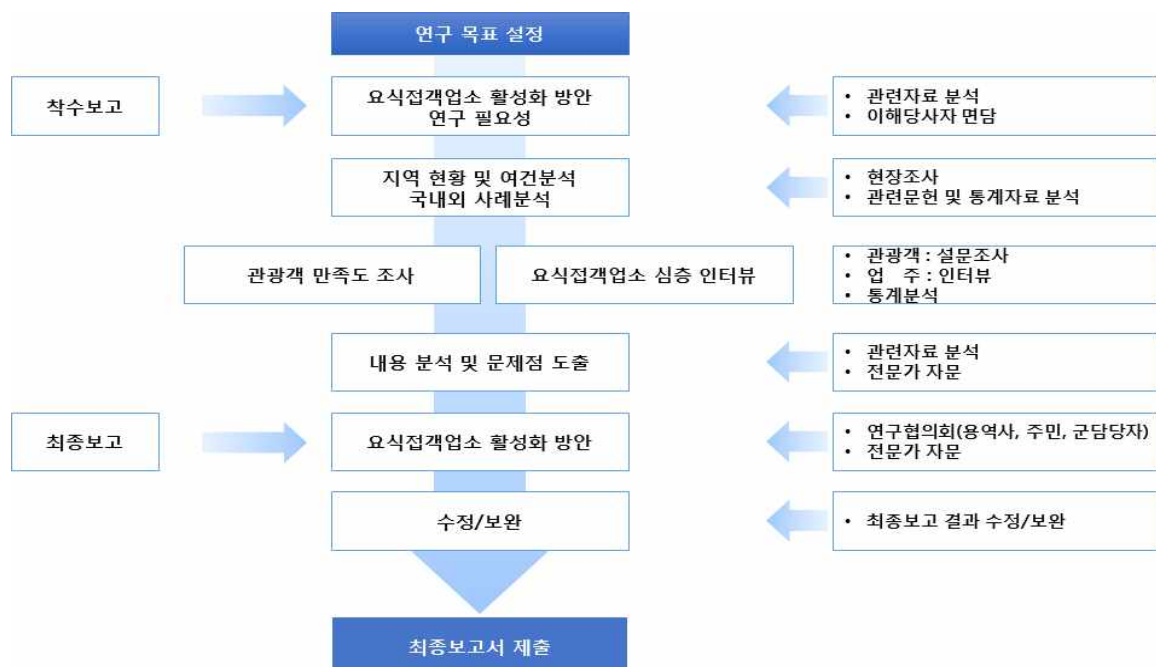 연구 목표 설정
착수보고
요식접객업소 활성화 방안
연구 필요성
• 관련자료 분석
• 이해당사자 면담
지역 현황 및 여건분석
국내외 사례분석
• 현장조사
• 관련문헌 및 통계자료 분석
관광객 만족도 조사
요식접객업소 심층 인터뷰
• 관광객 : 설문조사
• 업 주 : 인터뷰
• 통계분석
내용 분석 및 문제점 도출
• 관련자료 분석
• 전문가 자문
최종보고
요식접객업소 활성화 방안
• 연구협의회(용역사, 주민, 군담당자)
• 전문가 자문
수정/보완
• 최종보고 결과 수정/보완
최종보고서 제출